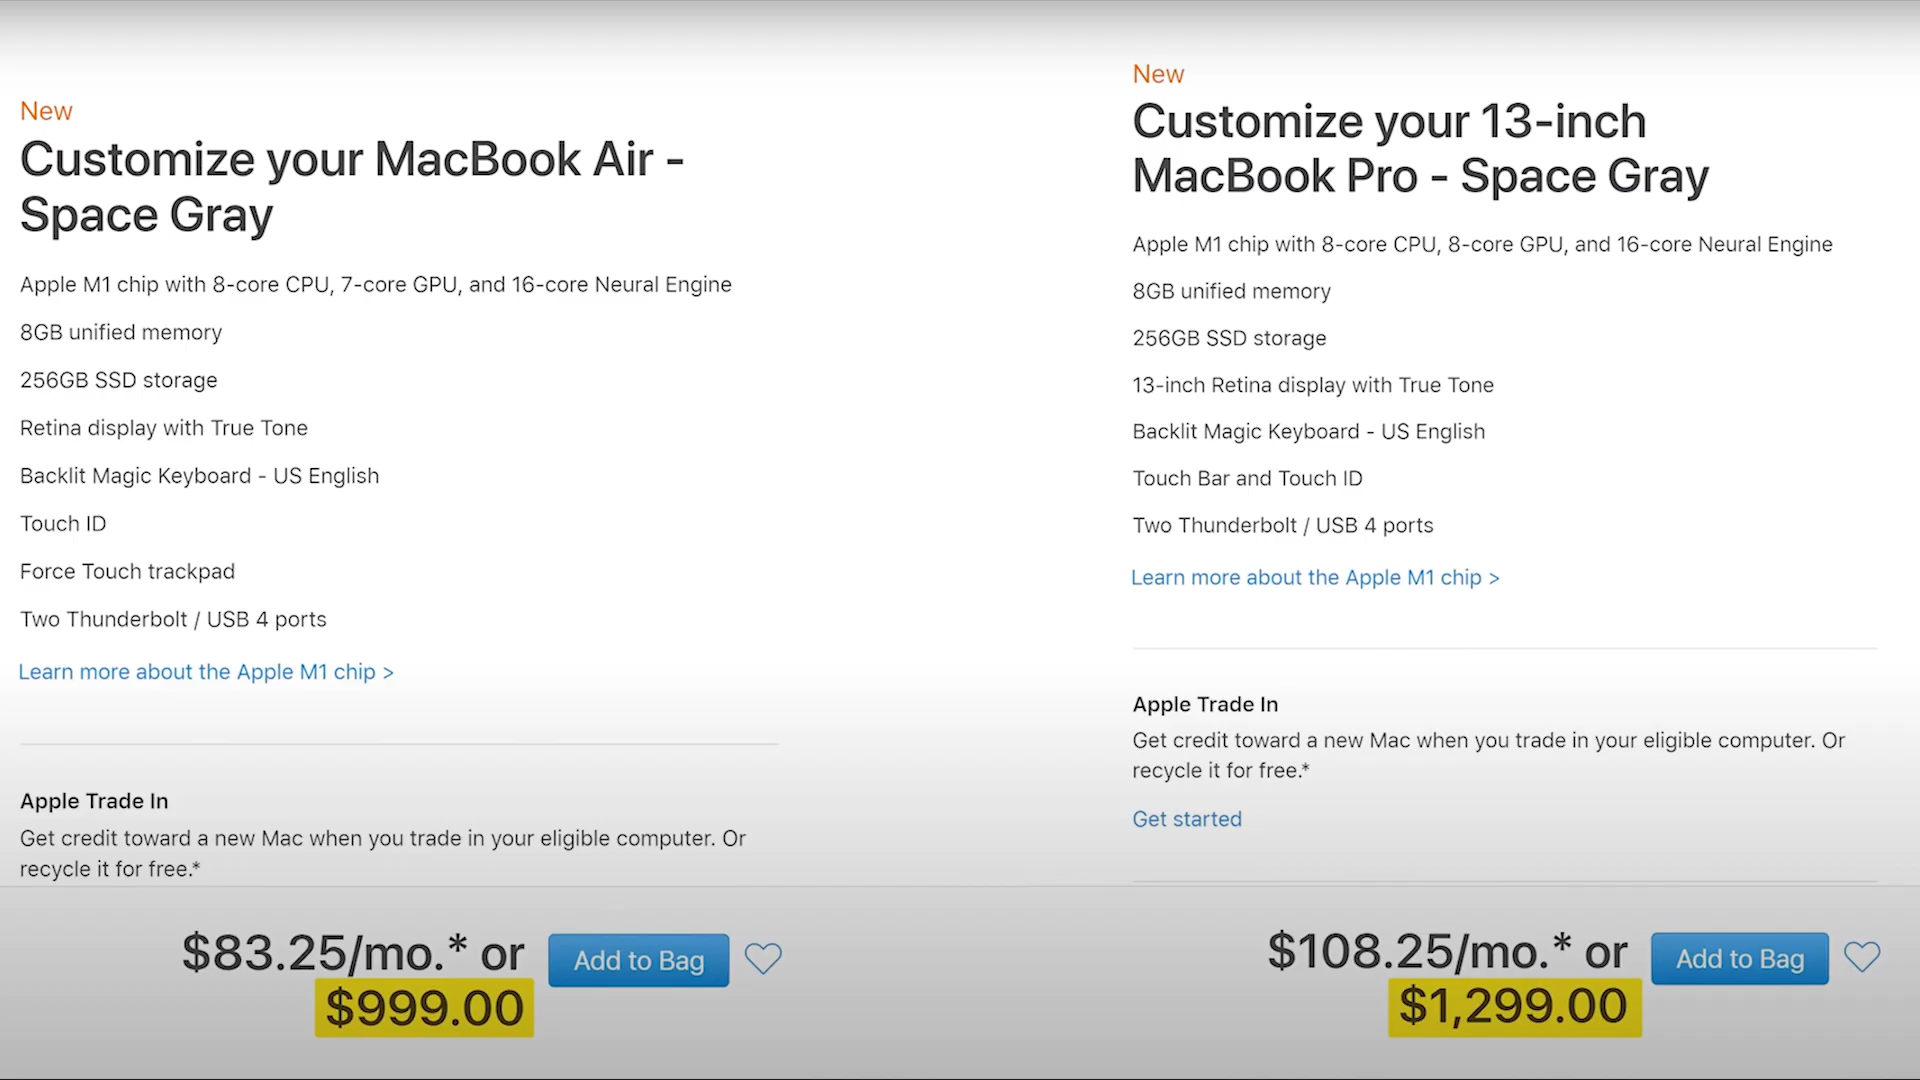 New
Customize your MacBook Air -
Space Gray
Apple M1 chip with 8-core CPU, 7-core GPU, and 16-core Neural Engine
8GB unified memory
256GB SSD storage
Retina display with True Tone
Backlit Magic Keyboard - US English
Touch ID
Force Touch trackpad
Two Thunderbolt / USB 4 ports
Learn more about the Apple M1 chip >
Apple Trade In
Get credit toward a new Mac when you trade in your eligible computer. Or
recycle it for free.*
$83.25/mo.* or
$999.00
Add to Bag
New
Customize your 13-inch
MacBook Pro - Space Gray
Apple M1 chip with 8-core CPU, 8-core GPU, and 16-core Neural Engine
8GB unified memory
256GB SSD storage
13-inch Retina display with True Tone
Backlit Magic Keyboard - US English
Touch Bar and Touch ID
Two Thunderbolt / USB 4 ports
Learn more about the Apple M1 chip >
Apple Trade In
Get credit toward a new Mac when you trade in your eligible computer. Or
recycle it for free.*
Get started
$108.25/mo.* or
$1,299.00
Add to Bag